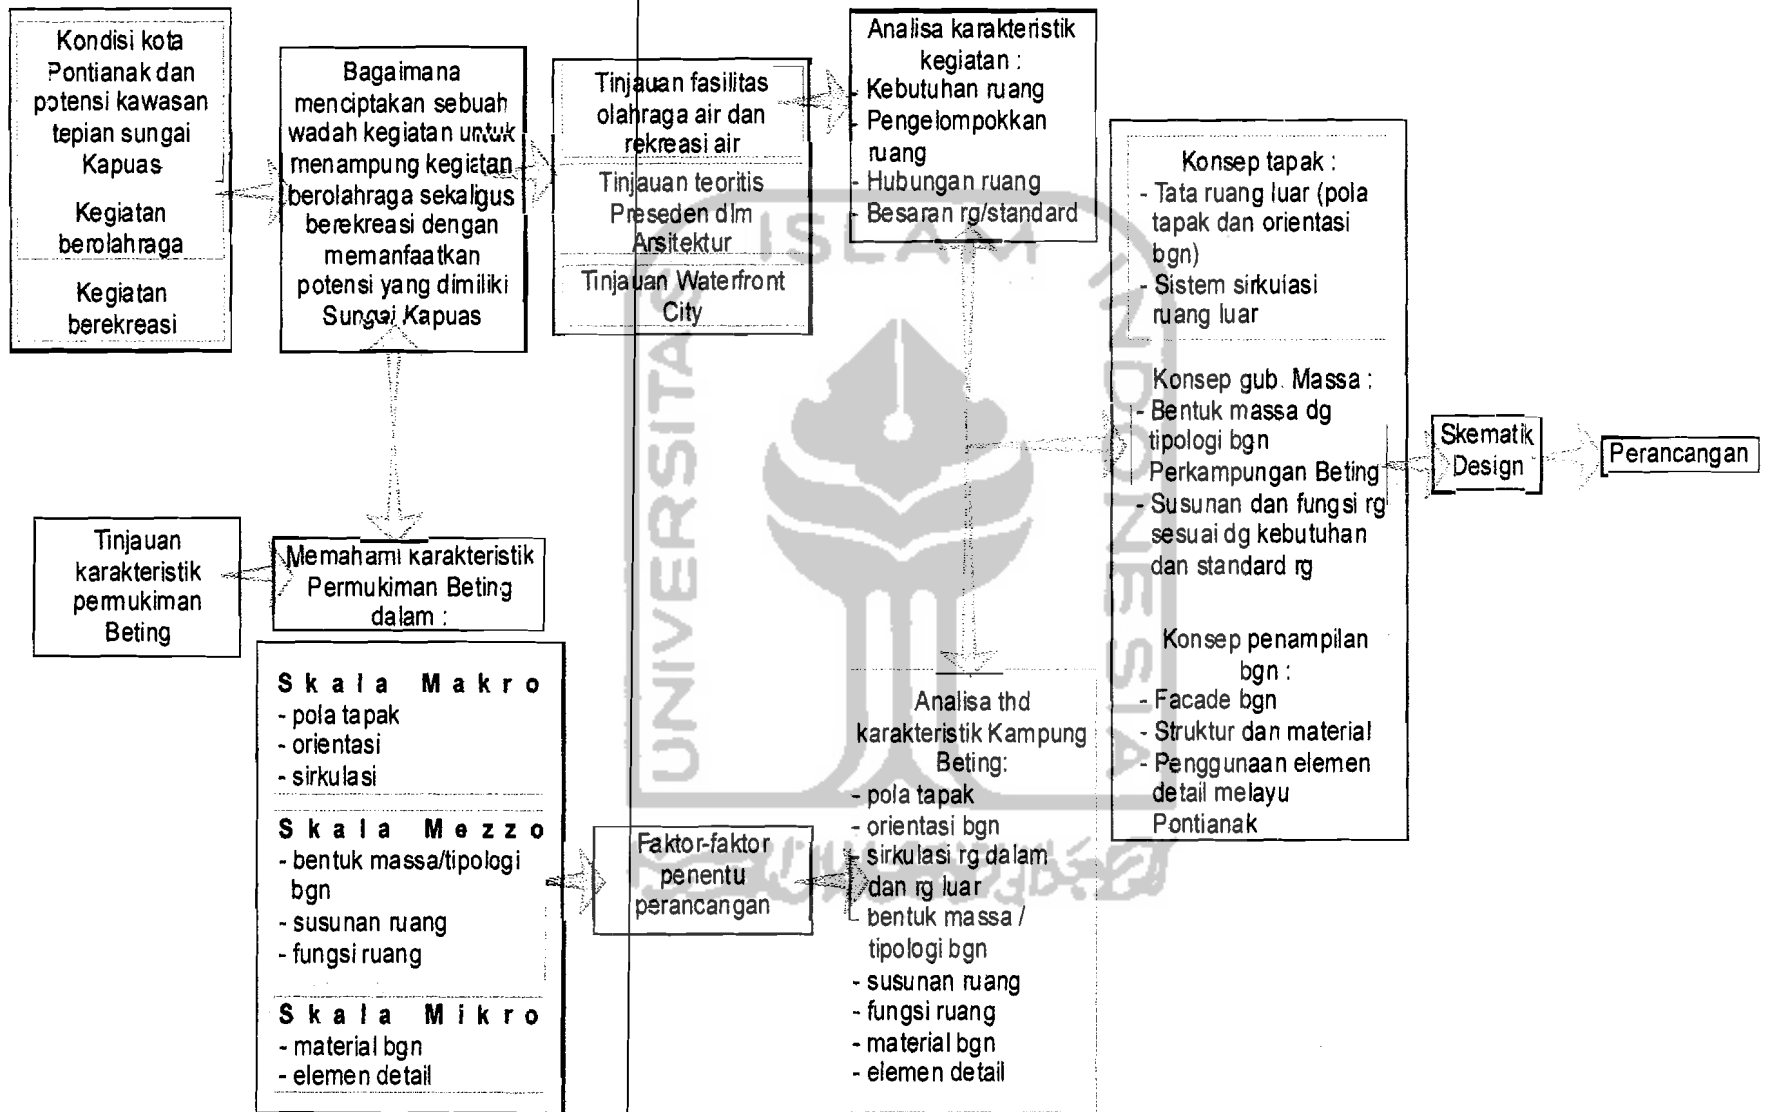 Kondisi kota
Pontianak dan
potensi kawasan
tepian sungai
Kapuas
Kegiatan
berolahraga
Kegiatan
berekreasi
Bagaimana
menciptakan sebuah
wadah kegiatan untuk
menampung kegiatan
berolahraga sekaligus
berekreasi dengan
memanfaatkan
potensi yang dimiliki
Sungai Kapuas
Tinjauan fasilitas
olahraga air dan
rekreasi air
Tinjauan teoritis
Preseden dlm
Arsitektur
Tinjauan Waterfront
City
Analisa karakteristik
kegiatan :
- Kebutuhan ruang
- Pengelompokkan
ruang
- Hubungan ruang
- Besaran rg/standard
Konsep tapak :
- Tata ruang luar (pola
tapak dan orientasi
bgn)
- Sistem sirkulasi
ruang luar
Konsep gub. Massa :
- Bentuk massa dg
tipologi bgn
Perkampungan Beting
- Susunan dan fungsi rg
sesuai dg kebutuhan
dan standard rg
Konsep penampilan
bgn :
- Facade bgn
- Struktur dan material
- Penggunaan elemen
detail melayu
Pontianak
Skematik
Design
Perancangan
Tinjauan
karakteristik
permukiman
Beting
Memahami karakteristik
Permukiman Beting
dalam :
Skala Makro
- pola tapak
- orientasi
- sirkulasi
Skala Mezzo
- bentuk massa/tipologi
bgn
- susunan ruang
- fungsi ruang
Skala Mikro
- material bgn
- elemen detail
Faktor-faktor
penentu
perancangan
Analisa thd
karakteristik Kampung
Beting:
- pola tapak
- orientasi bgn
- sirkulasi rg dalam
dan rg luar
- bentuk massa /
tipologi bgn
- susunan ruang
- fungsi ruang
- material bgn
- elemen detail
UNIVERSITAS
ISLAM
INDONESIA